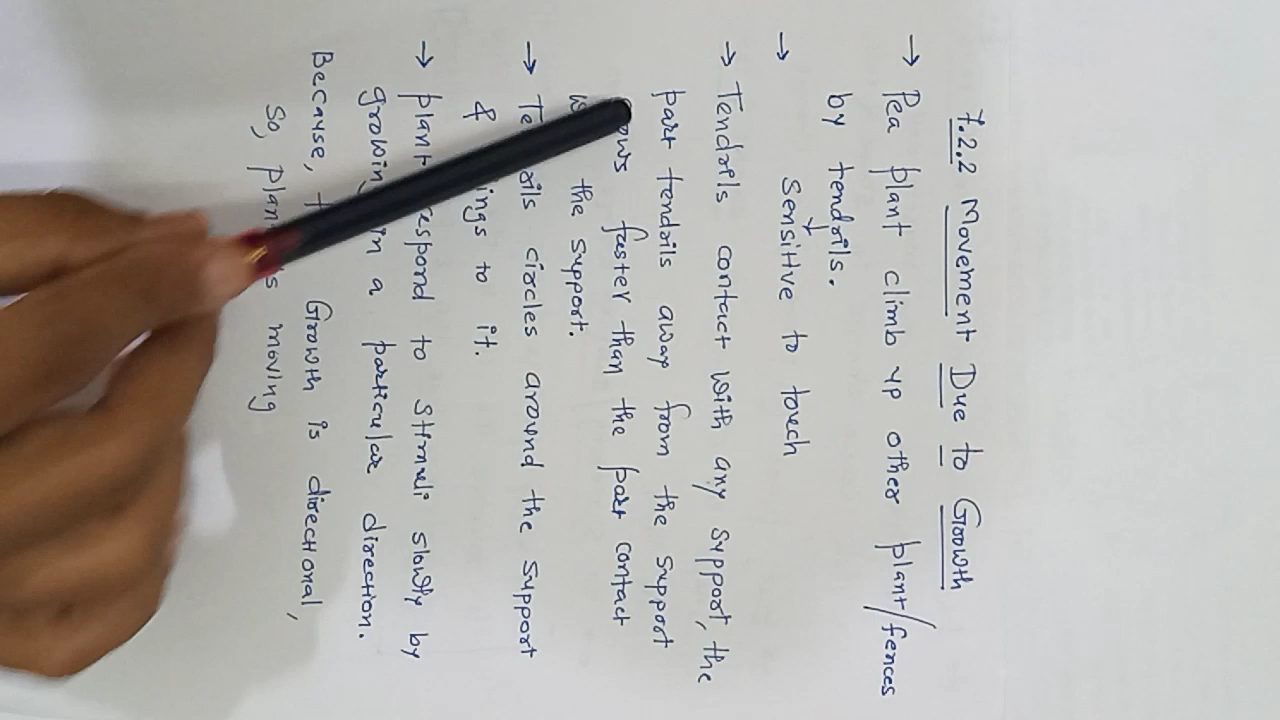 7.2.2 Movement Due to Growth
→ Pea plant climb up other plant/fences
by tendrils.
→ Sensitive to touch
→ Tendrils contact with any support, the
part tendrils away from the support
faster than the part contact
the support.
→ circles around the support
& to it.
→ plant respond to stimuli slowly by
growing in a particular direction.
Because, Growth is directional,
So, moving